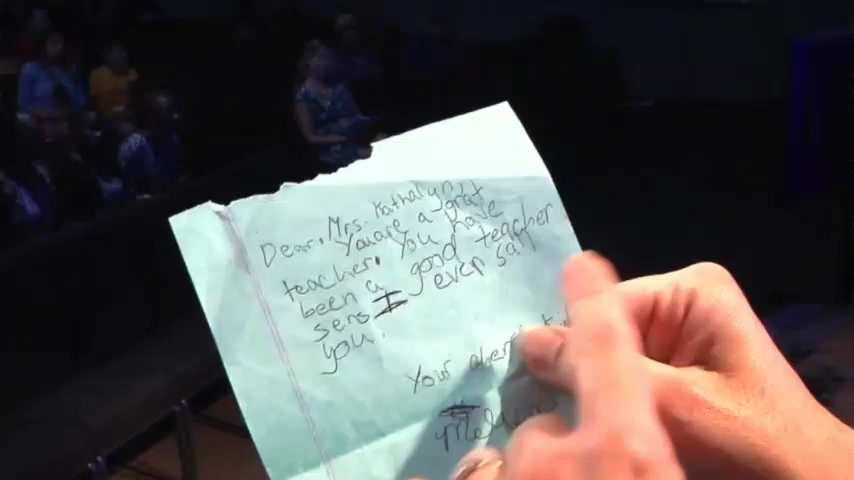 Dear, Mrs. Kathalyn,
You are a grat
teacher. You have
been a good teacher
sens I ever saw
you.
Your